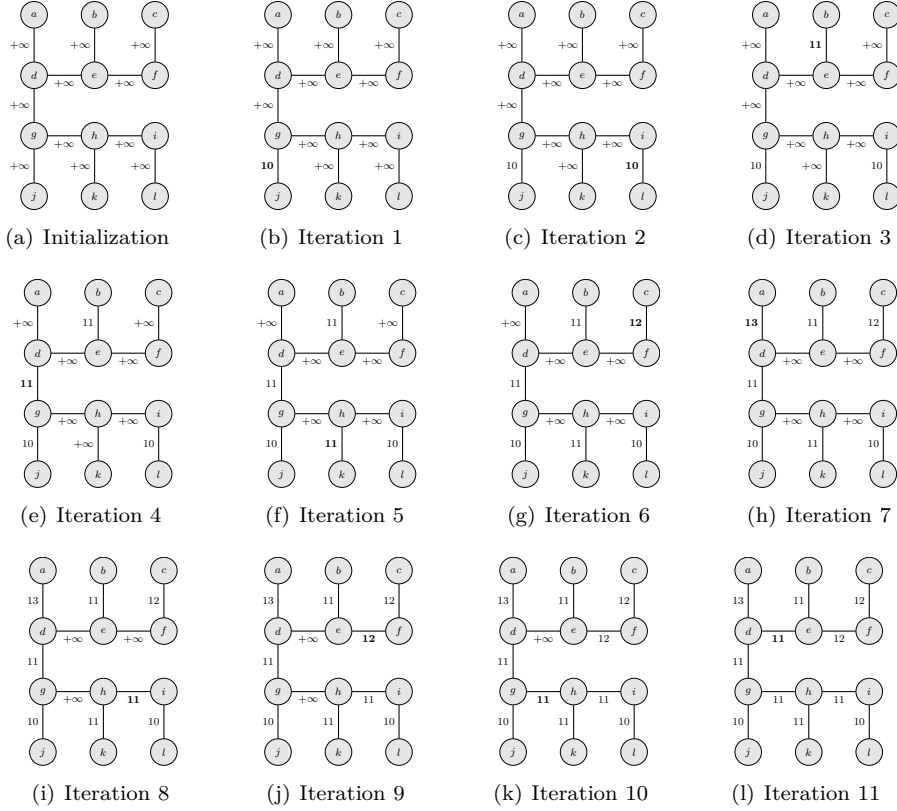 a b c a b c a b c a b c
+∞ +∞ +∞ +∞ +∞ +∞ +∞ +∞ +∞ +∞ 11 +∞
d e f d e f d e f d e f
+∞ +∞ +∞ +∞ +∞ +∞ +∞ +∞
+∞ +∞ +∞ +∞
g h i g h i g h i g h i
+∞ +∞ +∞ +∞ +∞ +∞ +∞ +∞
+∞ +∞ +∞ 10 +∞ +∞ 10 +∞ 10 10 +∞ 10
j k l j k l j k l j k l
(a) Initialization (b) Iteration 1 (c) Iteration 2 (d) Iteration 3
a b c a b c a b c a b c
+∞ 11 +∞ +∞ 11 +∞ +∞ 11 12 13 11 12
d e f d e f d e f d e f
+∞ +∞ +∞ +∞ +∞ +∞ +∞ +∞
11 11 11 11
g h i g h i g h i g h i
+∞ +∞ +∞ +∞ +∞ +∞ +∞ +∞
10 +∞ 10 10 11 10 10 11 10 10 11 10
j k l j k l j k l j k l
(e) Iteration 4 (f) Iteration 5 (g) Iteration 6 (h) Iteration 7
a b c a b c a b c a b c
13 11 12 13 11 12 13 11 12 13 11 12
d e f d e f d e f d e f
+∞ +∞ +∞ 12 +∞ 12 11 12
11 11 11 11
g h i g h i g h i g h i
+∞ 11 +∞ 11 11 11 11 11
10 11 10 10 11 10 10 11 10 10 11 10
j k l j k l j k l j k l
(i) Iteration 8 (j) Iteration 9 (k) Iteration 10 (l) Iteration 11